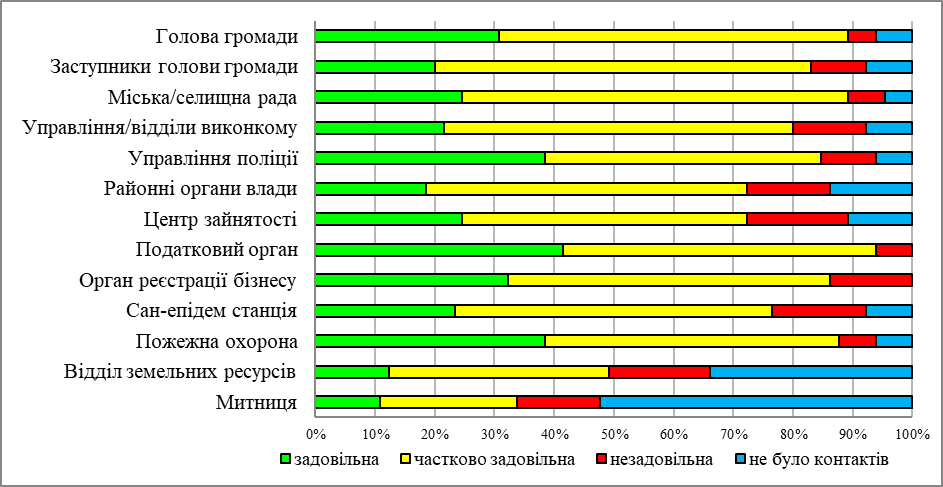 Голова громади
Заступники голови громади
Міська/селищна рада
Управління/відділи виконкому
Управління поліції
Районні органи влади
Центр зайнятості
Податковий орган
Орган реєстрації бізнесу
Сан-епідем станція
Пожежна охорона
Відділ земельних ресурсів
Митниця
0% 10% 20% 30% 40% 50% 60% 70% 80% 90% 100%
задовільна частково задовільна незадовільна не було контактів